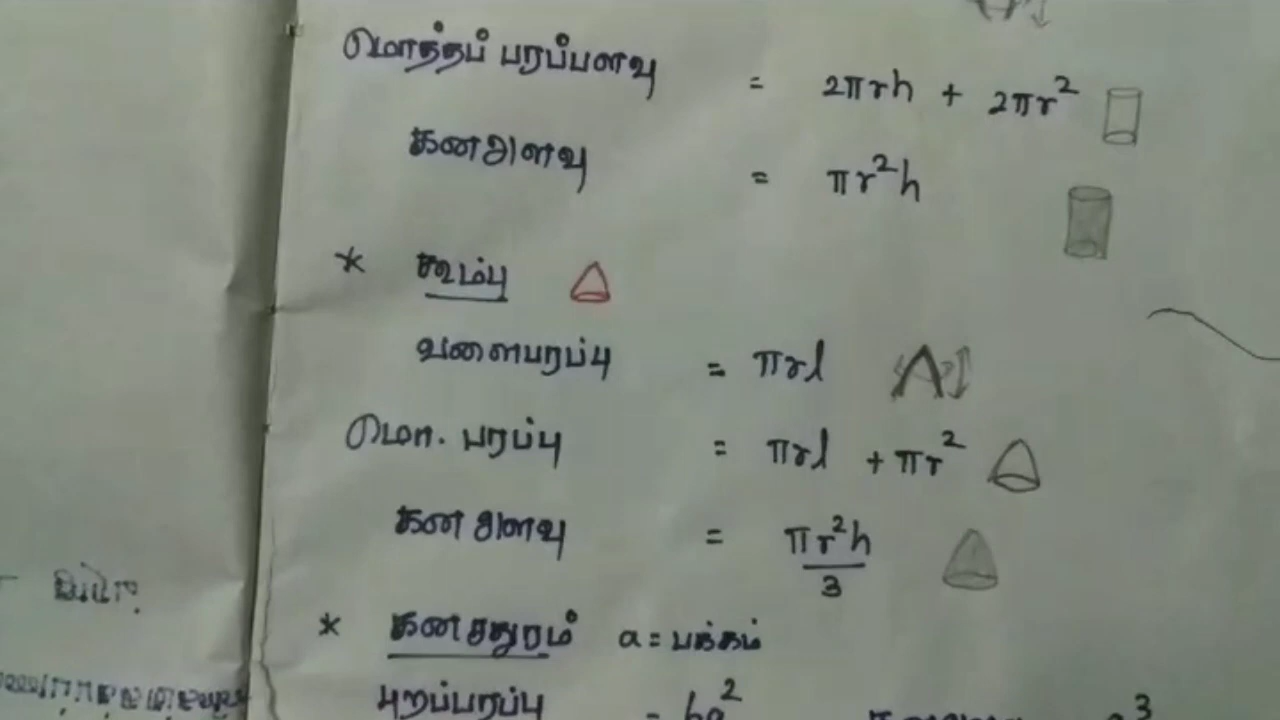 மொத்தப் பரப்பளவு = 2πrh + 2πr²
கனஅளவு = πr²h
* கூம்பு
வளைபரப்பு = πrl
மொ. பரப்பு = πrl + πr²
கன அளவு = πr²h/3
* கனசதுரம் a = பக்கம்
புறப்பரப்பு = 6a²